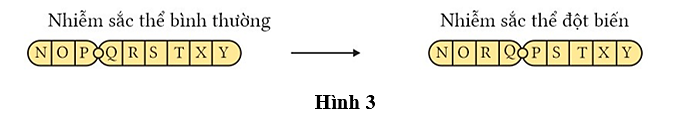 Nhiễm sắc thể bình thường Nhiễm sắc thể đột biến
N O P Q R S T X Y N O R Q P S T X Y
Hình 3